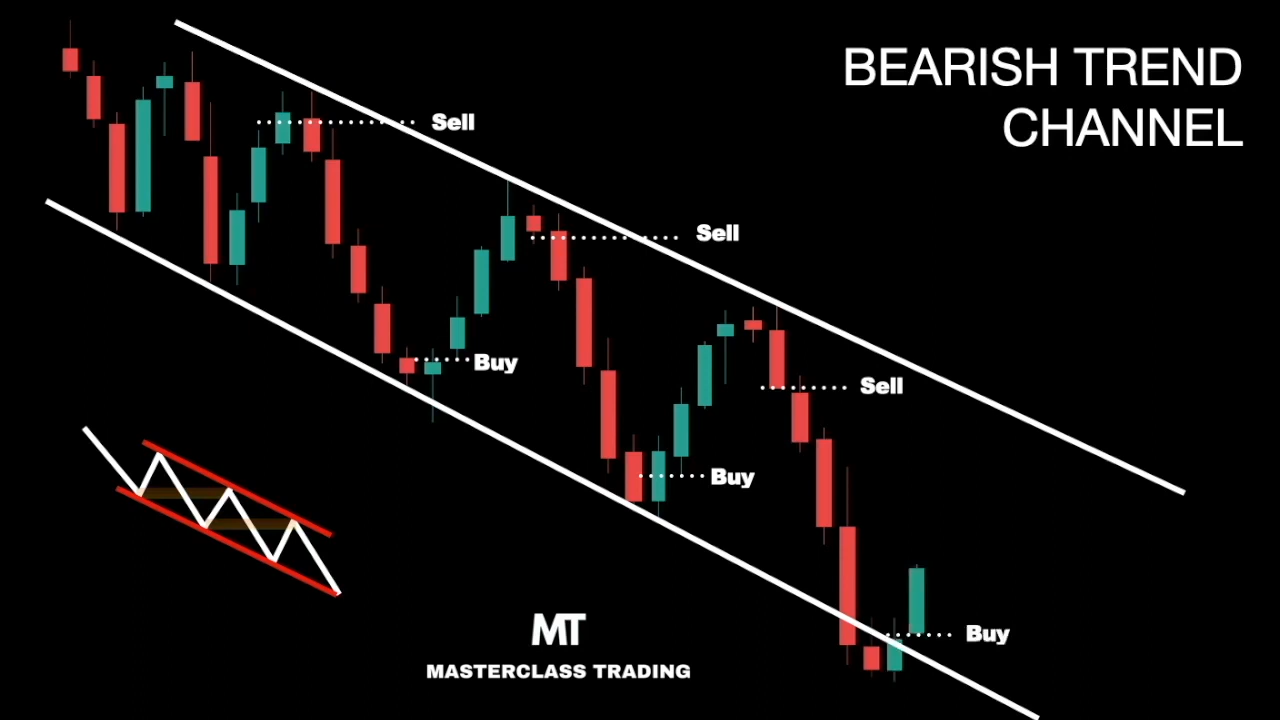 BEARISH TREND
CHANNEL
Sell
Sell
Buy
Sell
Buy
MT
MASTERCLASS TRADING
Buy